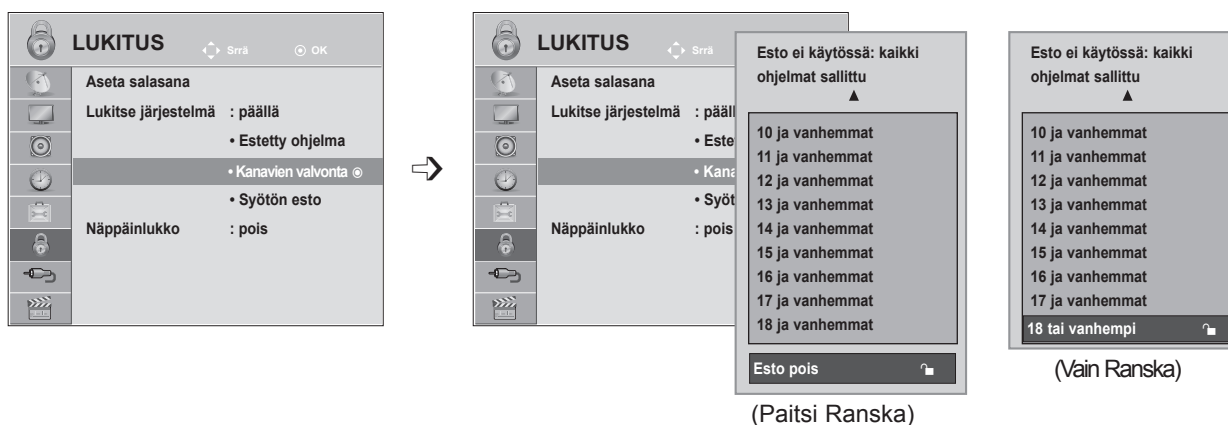 LUKITUS
Srrä
OK
Aseta salasana
Lukitse järjestelmä : päällä
• Estetty ohjelma
• Kanavien valvonta
• Syötön esto
Näppäinlukko : pois
LUKITUS
Srrä
Aseta salasana
Lukitse järjestelmä : pääll
• Este
• Kana
• Syöt
Näppäinlukko : pois
Esto ei käytössä: kaikki
ohjelmat sallittu
10 ja vanhemmat
11 ja vanhemmat
12 ja vanhemmat
13 ja vanhemmat
14 ja vanhemmat
15 ja vanhemmat
16 ja vanhemmat
17 ja vanhemmat
18 ja vanhemmat
Esto pois
(Paitsi Ranska)
Esto ei käytössä: kaikki
ohjelmat sallittu
10 ja vanhemmat
11 ja vanhemmat
12 ja vanhemmat
13 ja vanhemmat
14 ja vanhemmat
15 ja vanhemmat
16 ja vanhemmat
17 ja vanhemmat
18 tai vanhempi
(Vain Ranska)